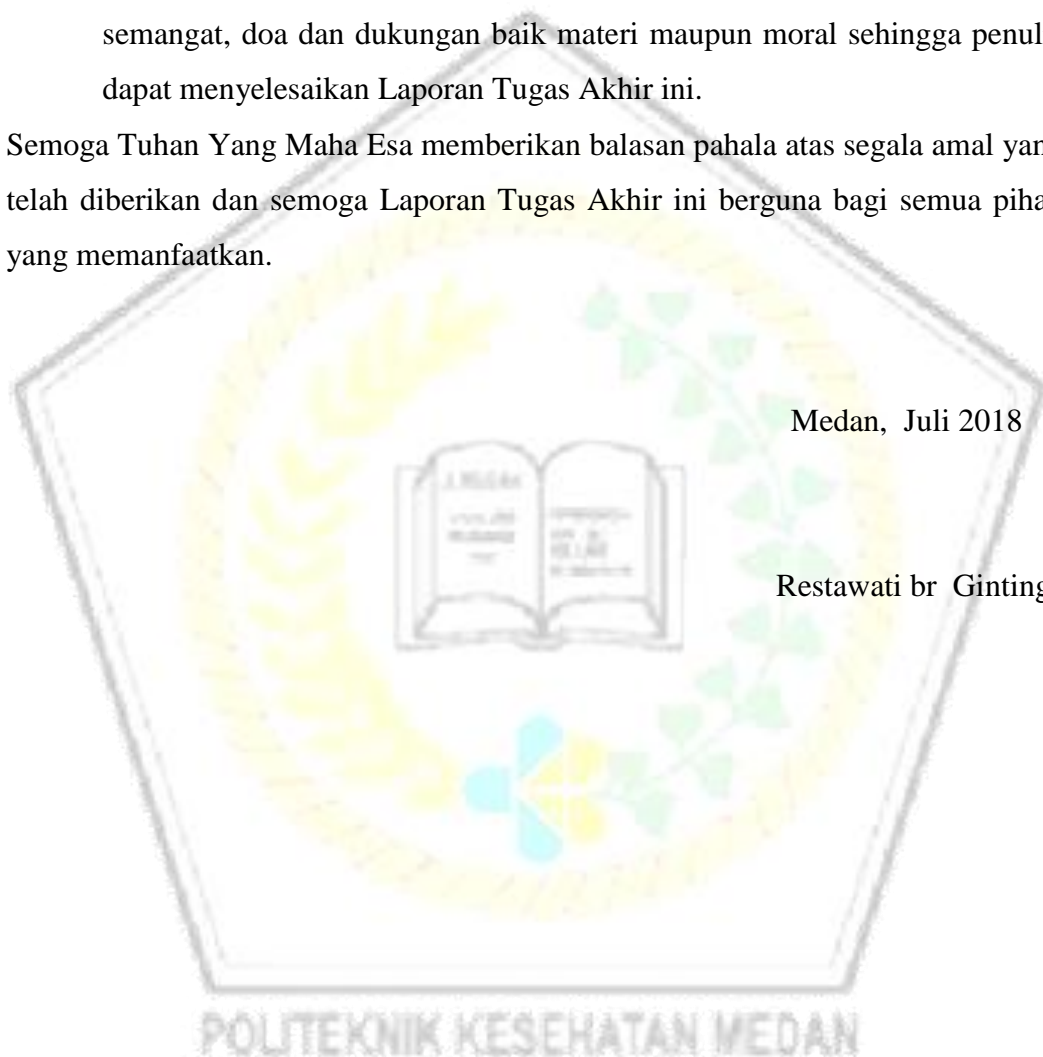 semangat, doa dan dukungan baik materi maupun moral sehingga penul
dapat menyelesaikan Laporan Tugas Akhir ini.
Semoga Tuhan Yang Maha Esa memberikan balasan pahala atas segala amal yan
telah diberikan dan semoga Laporan Tugas Akhir ini berguna bagi semua piha
yang memanfaatkan.
Medan, Juli 2018
Restawati br Ginting
POLITEKNIK KESEHATAN MEDAN